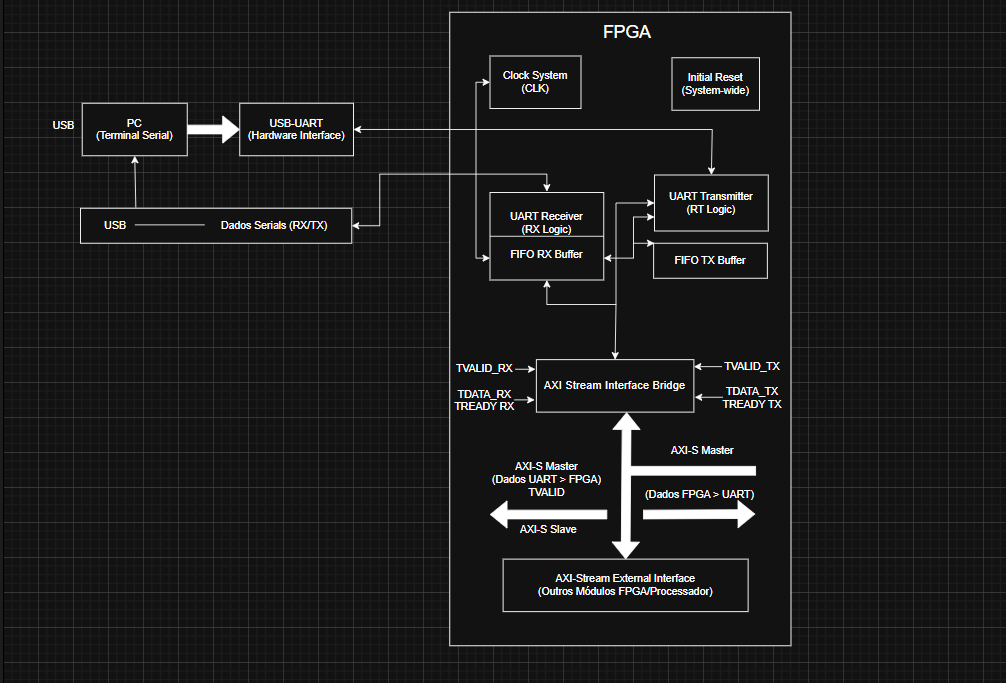 FPGA
Clock System
(CLK)
Initial Reset
(System-wide)
USB
PC
(Terminal Serial)
USB-UART
(Hardware Interface)
USB
Dados Serials (RX/TX)
UART Receiver
(RX Logic)
FIFO RX Buffer
UART Transmitter
(RT Logic)
FIFO TX Buffer
TVALID_RX
TDATA_RX
TREADY RX
AXI Stream Interface Bridge
TVALID_TX
TDATA_TX
TREADY TX
AXI-S Master
AXI-S Master
(Dados UART > FPGA)
TVALID
(Dados FPGA > UART)
AXI-S Slave
AXI-Stream External Interface
(Outros Módulos FPGA/Processador)